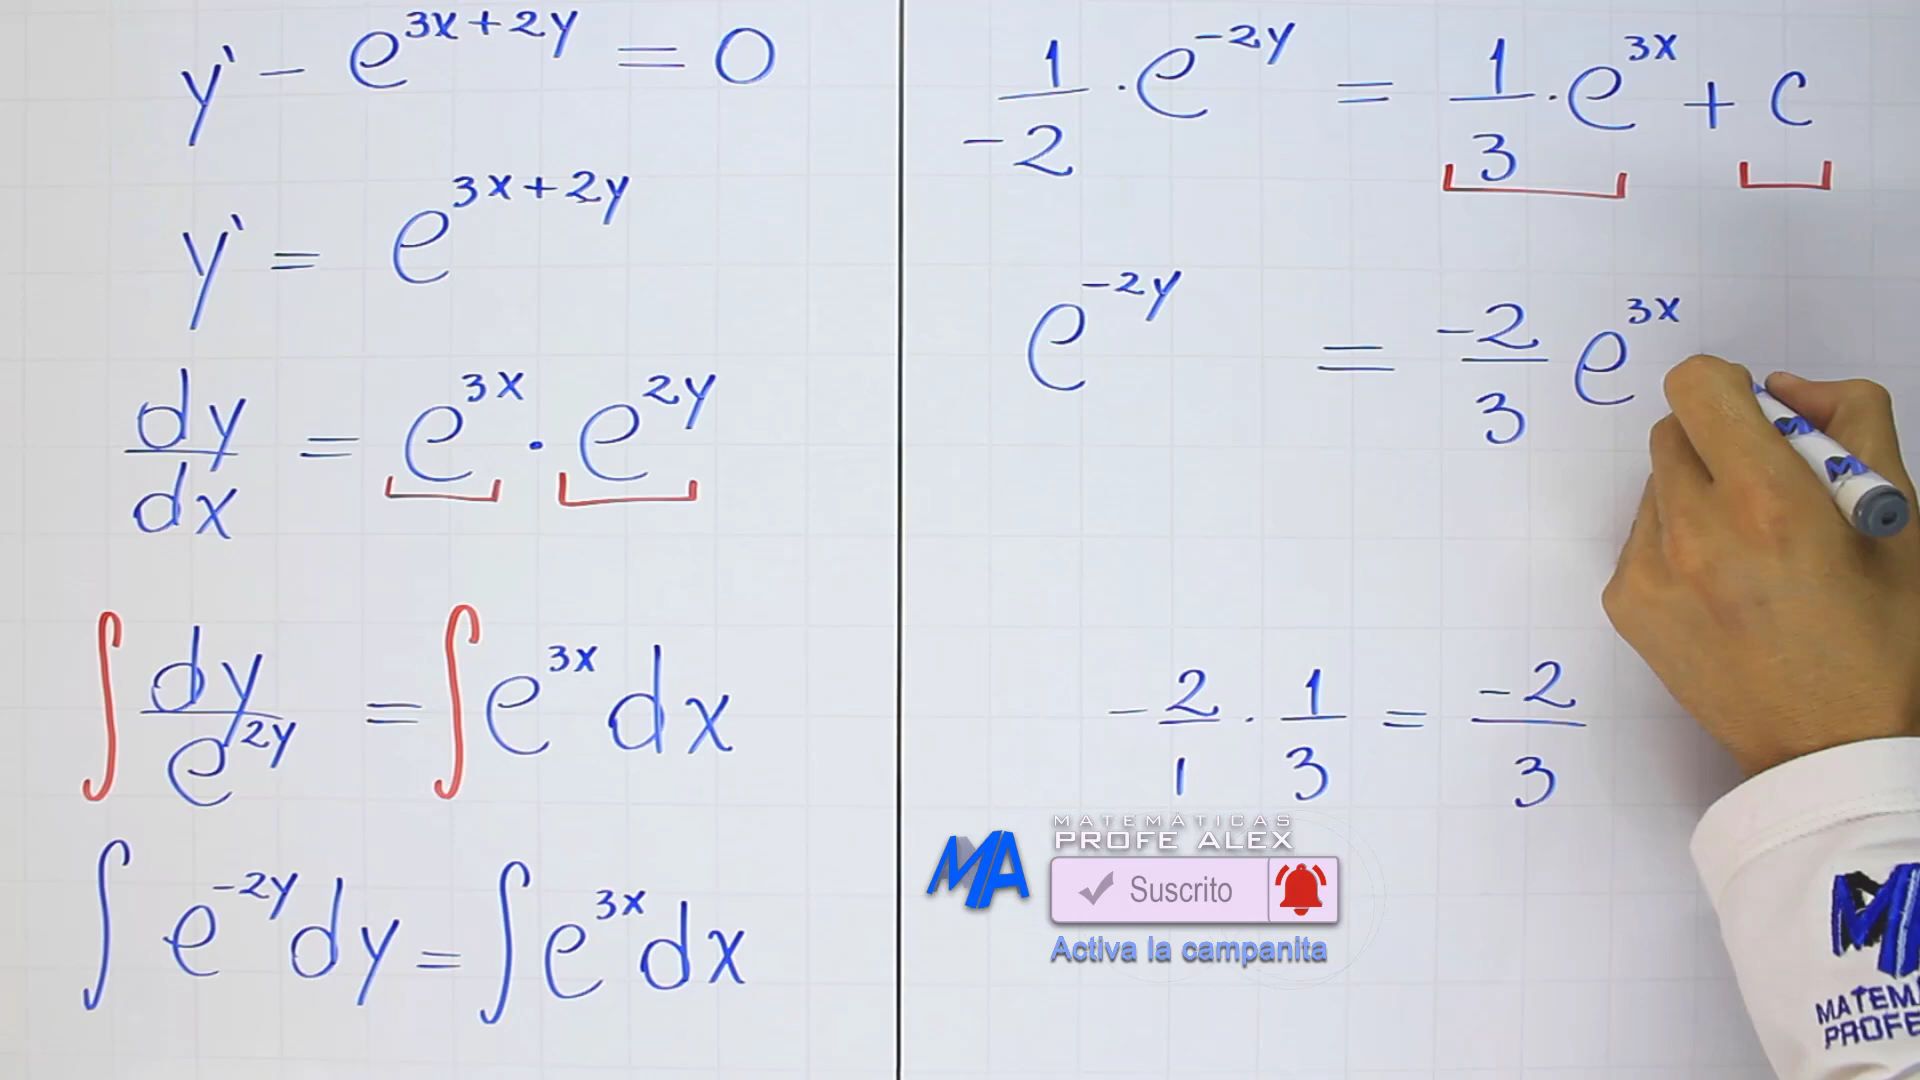 y' - e^{3x+2y} = 0
y' = e^{3x+2y}
dy/dx = e^{3x} · e^{2y}
∫ dy/e^{2y} = ∫ e^{3x} dx
∫ e^{-2y} dy = ∫ e^{3x} dx
1/-2 · e^{-2y} = 1/3 · e^{3x} + c
e^{-2y} = -2/3 e^{3x}
-2/1 · 1/3 = -2/3
MATEMÁTICAS
PROFE ALEX
MA
Suscrito
Activa la campanita